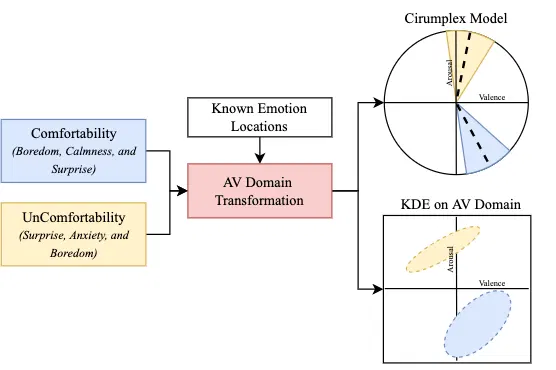 Cirumplex Model
Arousal
Valence
Known Emotion
Locations
Comfortability
(Boredom, Calmness, and
Surprise)
AV Domain
Transformation
UnComfortability
(Surprise, Anxiety, and
Boredom)
KDE on AV Domain
Arousal
Valence